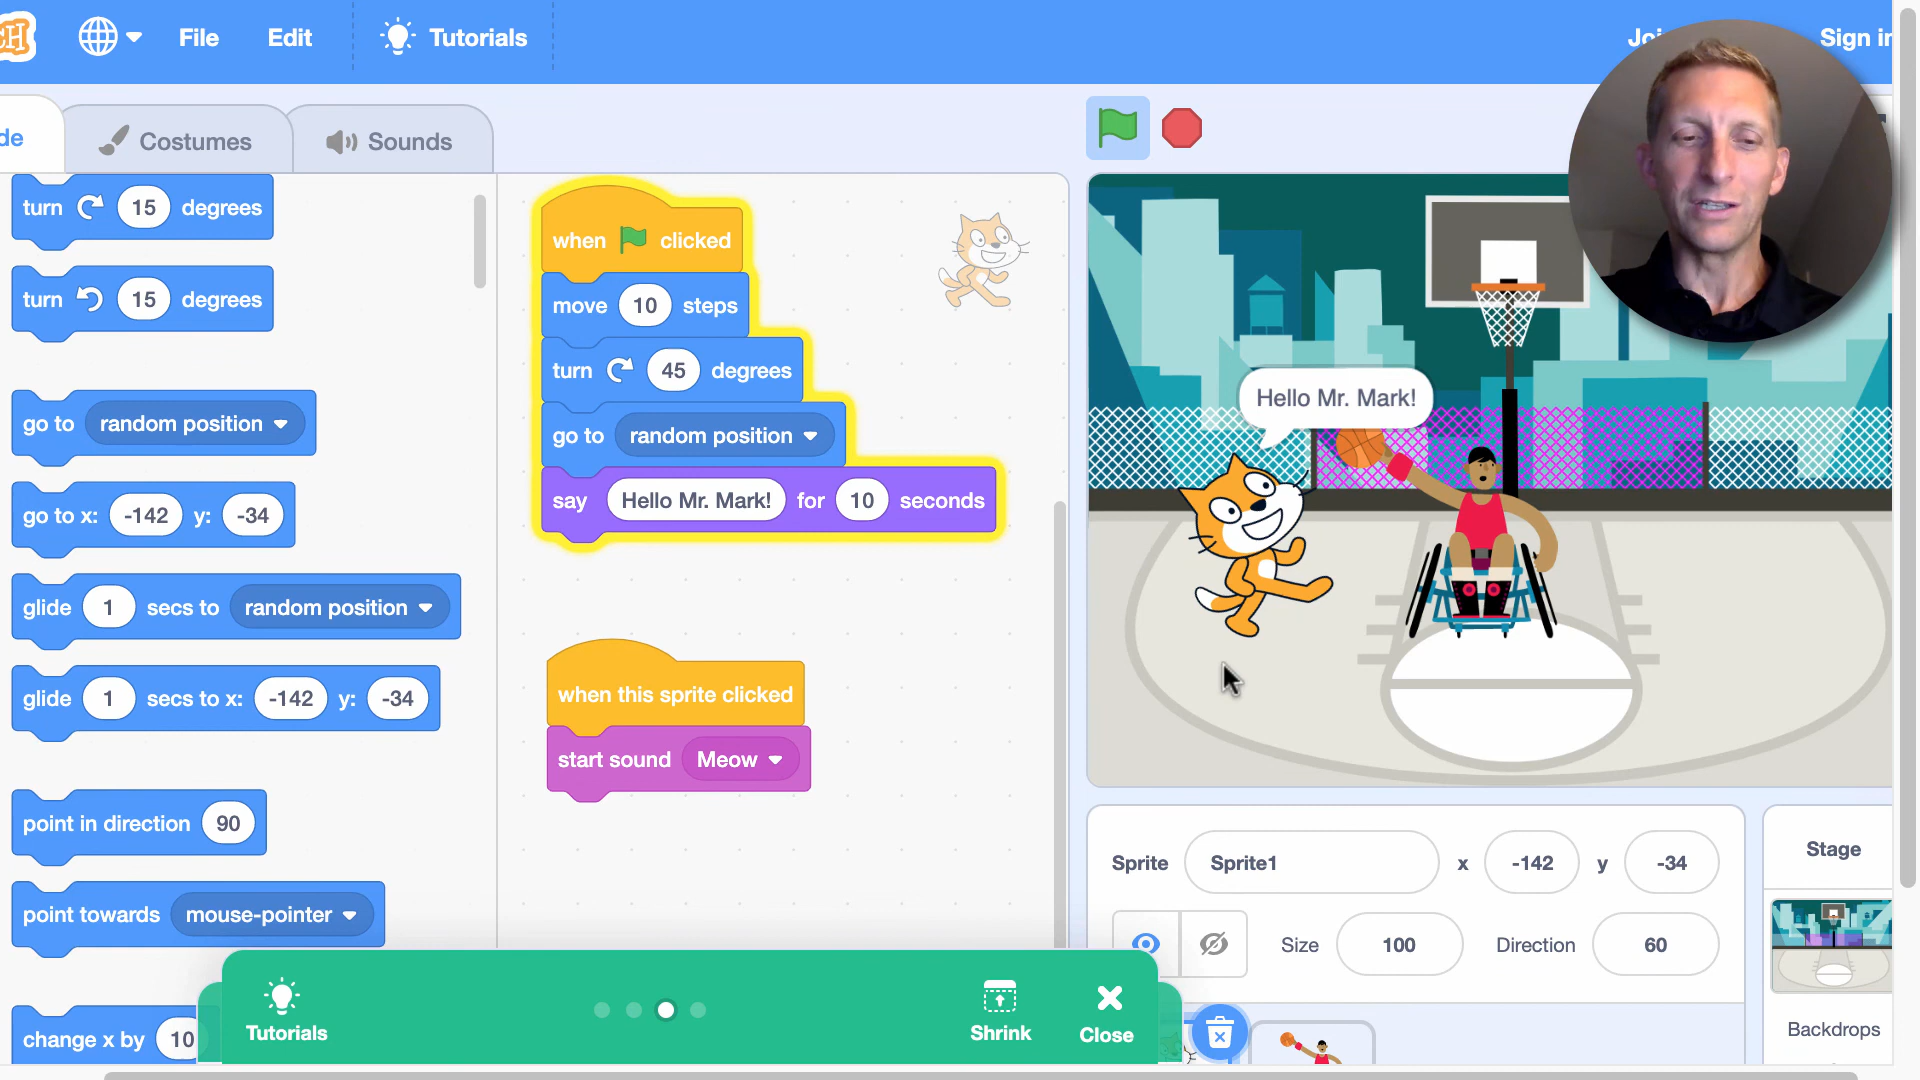 CH File Edit Tutorials Sign in
de Costumes Sounds
turn 15 degrees
turn 15 degrees
go to random position
go to x: -142 y: -34
glide 1 secs to random position
glide 1 secs to x: -142 y: -34
point in direction 90
point towards mouse-pointer
change x by 10
when clicked
move 10 steps
turn 45 degrees
go to random position
say Hello Mr. Mark! for 10 seconds
when this sprite clicked
start sound Meow
Hello Mr. Mark!
Sprite Sprite1 x -142 y -34
Size 100 Direction 60
Stage
Backdrops
Tutorials Shrink Close